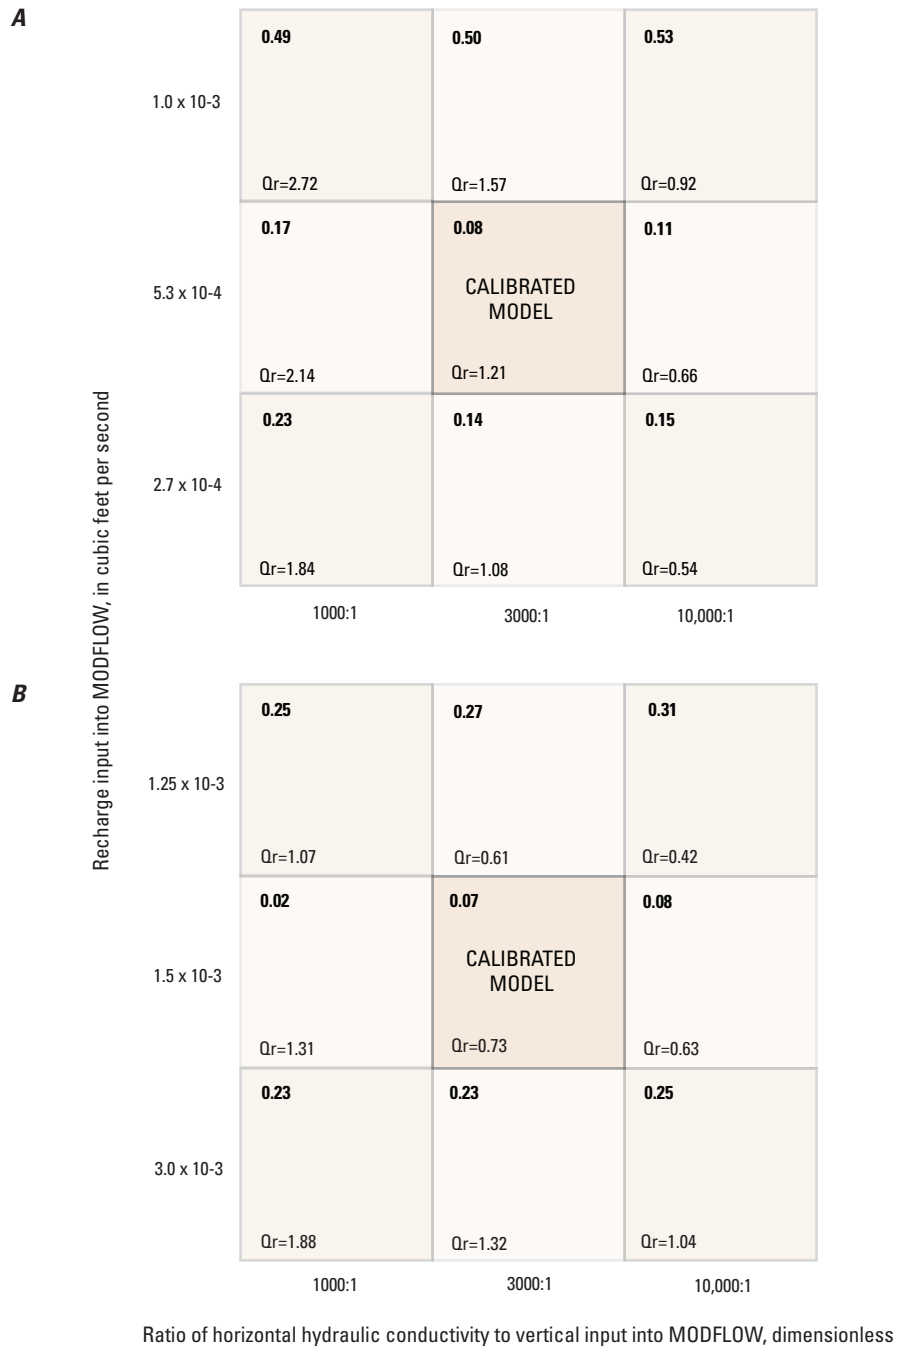 A
0.49
0.50
0.53
1.0 x 10-3
Qr=2.72
Qr=1.57
Qr=0.92
0.17
0.08
0.11
5.3 x 10-4
CALIBRATED
MODEL
Qr=2.14
Qr=1.21
Qr=0.66
0.23
0.14
0.15
2.7 x 10-4
Qr=1.84
Qr=1.08
Qr=0.54
1000:1
3000:1
10,000:1
Recharge input into MODFLOW, in cubic feet per second
B
0.25
0.27
0.31
1.25 x 10-3
Qr=1.07
Qr=0.61
Qr=0.42
0.02
0.07
0.08
1.5 x 10-3
CALIBRATED
MODEL
Qr=1.31
Qr=0.73
Qr=0.63
0.23
0.23
0.25
3.0 x 10-3
Qr=1.88
Qr=1.32
Qr=1.04
1000:1
3000:1
10,000:1
Ratio of horizontal hydraulic conductivity to vertical input into MODFLOW, dimensionless